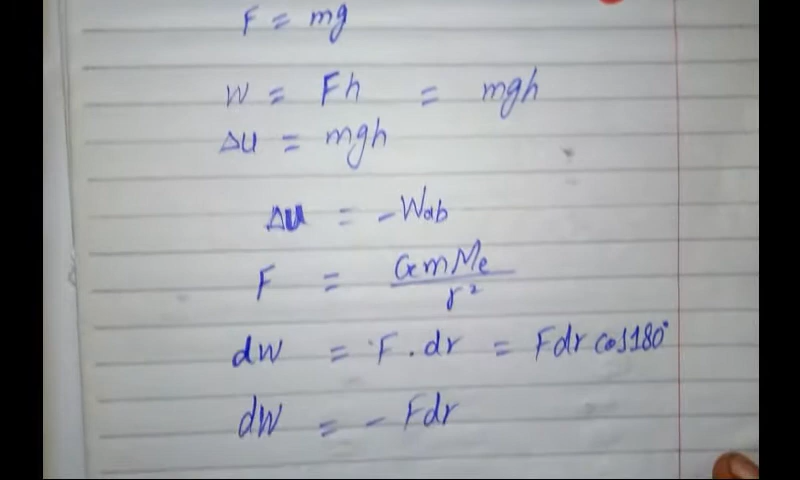 F = mg
W = Fh = mgh
ΔU = mgh
ΔU = -Wab
F = GmMe/r²
dW = F.dr = Fdr cos180°
dW = -Fdr